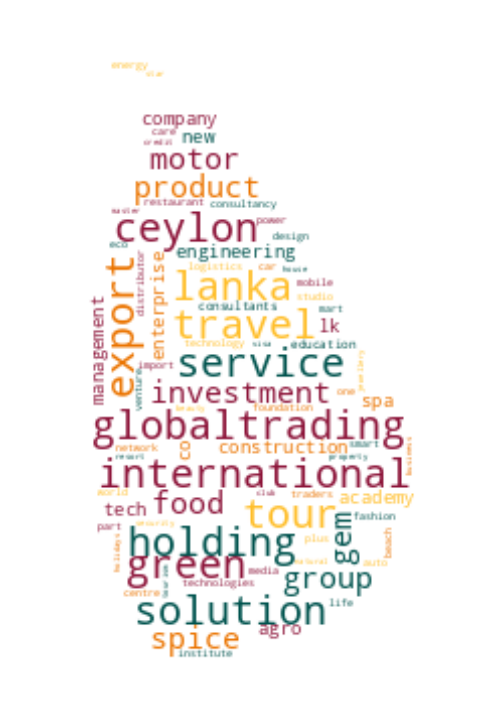 energy
star
company
care new
credit
motor
product
restaurant consultancy
master
ceylon power
eco design
engineering
export
distributor
enterprise
logistics car house
lanka mobile
studio
management
consultants mart
travel lk
technology education
service
import
venture
jewellery
investment one spa
beauty foundation
globaltrading
network co construction smart
resort property
business
international
world club traders academy
tech food tour
part security gem fashion
holidays
holding plus beach
green natural auto
tourism
media
technologies group
centre
solution life
spice agro
institute